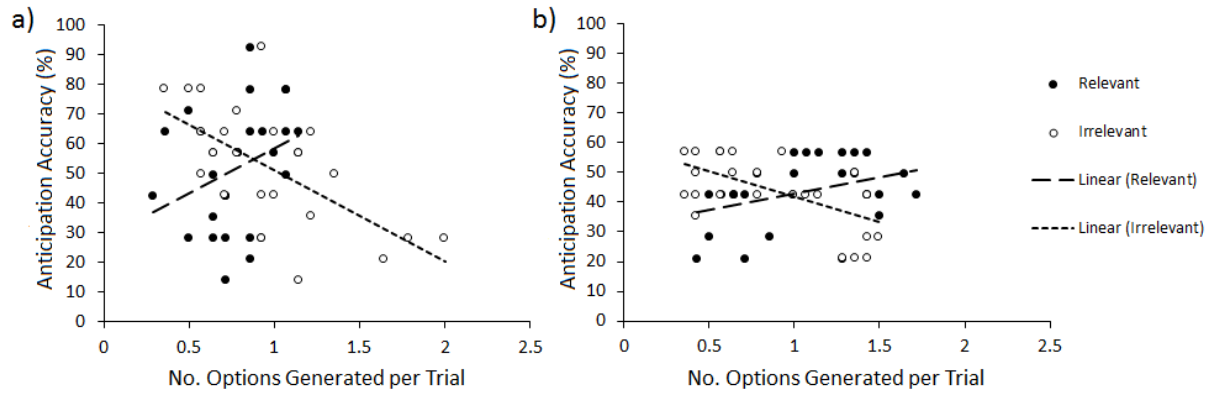 a)
Anticipation Accuracy (%)
100
90
80
70
60
50
40
30
20
10
0
0 0.5 1 1.5 2 2.5
No. Options Generated per Trial
b)
Anticipation Accuracy (%)
100
90
80
70
60
50
40
30
20
10
0
0 0.5 1 1.5 2 2.5
No. Options Generated per Trial
Relevant
Irrelevant
Linear (Relevant)
Linear (Irrelevant)